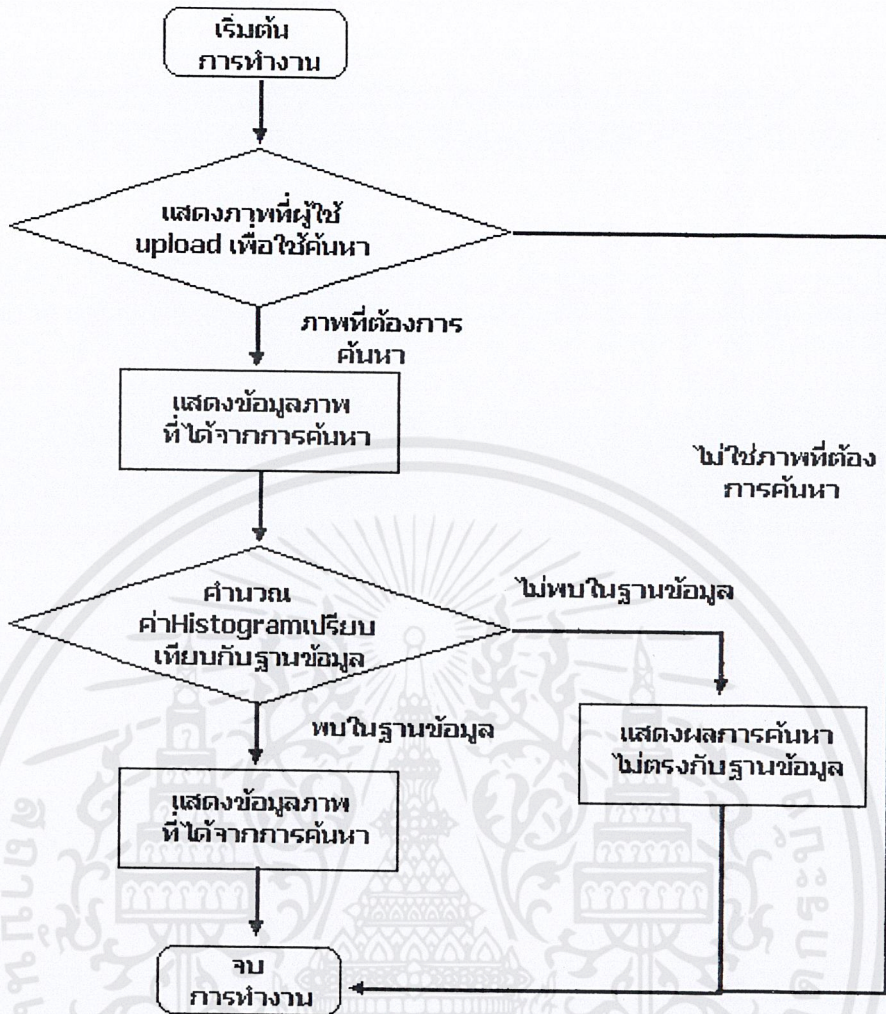 เริ่มต้น
การทำงาน
แสดงภาพที่ผู้ใช้
upload เพื่อใช้ค้นหา
ภาพที่ต้องการ
ค้นหา
แสดงข้อมูลภาพ
ที่ได้จากการค้นหา
ไม่ใช่ภาพที่ต้อง
การค้นหา
คำนวณ
ค่าHistogramเปรียบ
เทียบกับฐานข้อมูล
ไม่พบในฐานข้อมูล
พบในฐานข้อมูล
แสดงผลการค้นหา
ไม่ตรงกับฐานข้อมูล
แสดงข้อมูลภาพ
ที่ได้จากการค้นหา
จบ
การทำงาน